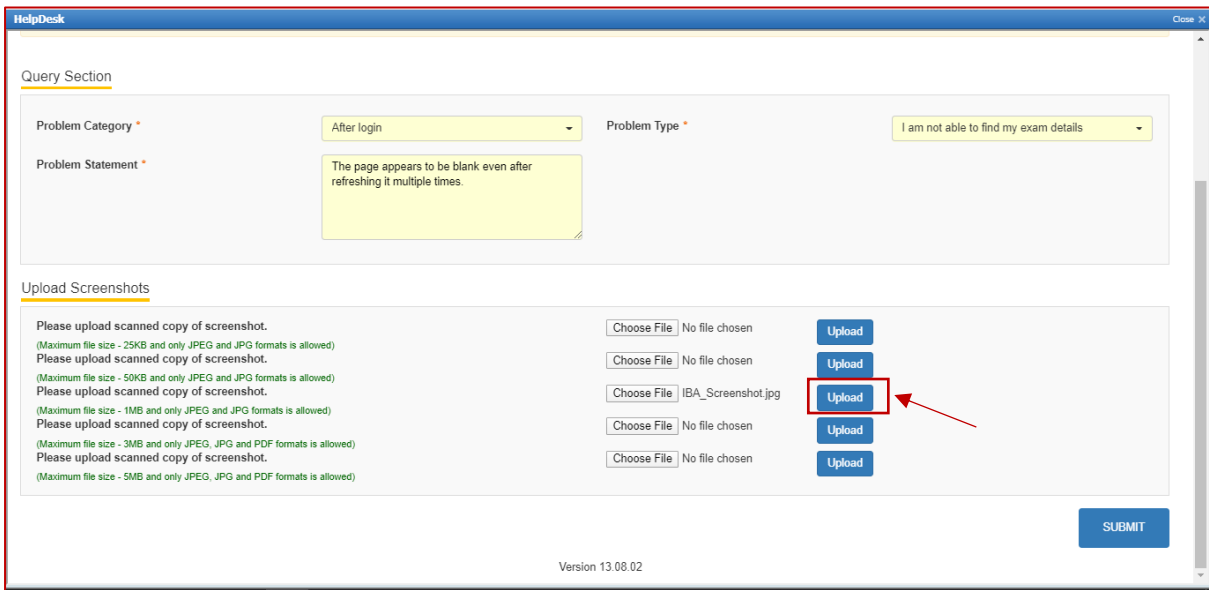 HelpDesk
Close ×
Query Section
Problem Category *
After login
Problem Type *
I am not able to find my exam details
Problem Statement *
The page appears to be blank even after
refreshing it multiple times.
Upload Screenshots
Please upload scanned copy of screenshot.
Choose File No file chosen
Upload
(Maximum file size - 25KB and only JPEG and JPG formats is allowed)
Please upload scanned copy of screenshot.
Choose File No file chosen
Upload
(Maximum file size - 50KB and only JPEG and JPG formats is allowed)
Please upload scanned copy of screenshot.
Choose File IBA_Screenshot.jpg
Upload
(Maximum file size - 1MB and only JPEG and JPG formats is allowed)
Please upload scanned copy of screenshot.
Choose File No file chosen
Upload
(Maximum file size - 3MB and only JPEG, JPG and PDF formats is allowed)
Please upload scanned copy of screenshot.
Choose File No file chosen
Upload
(Maximum file size - 5MB and only JPEG, JPG and PDF formats is allowed)
SUBMIT
Version 13.08.02